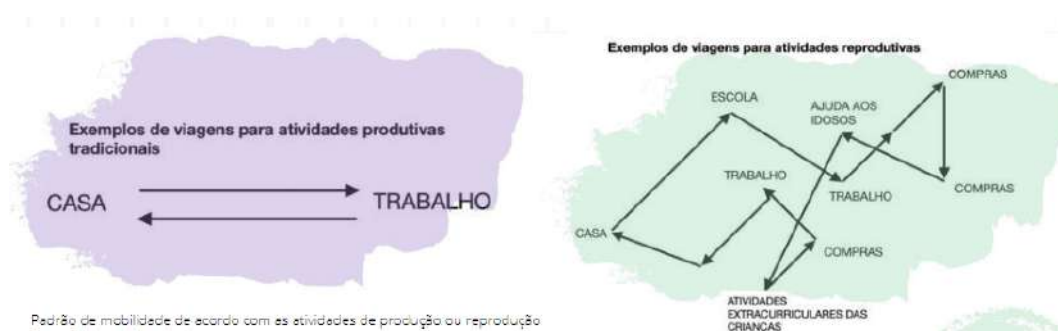 Exemplos de viagens para atividades produtivas
tradicionais
CASA
TRABALHO
Padrão de mobilidade de acordo com as atividades de produção ou reprodução
Exemplos de viagens para atividades reprodutivas
COMPRAS
ESCOLA
AJUDA AOS
IDOSOS
TRABALHO
TRABALHO
COMPRAS
CASA
COMPRAS
ATIVIDADES
EXTRACURRICULARES DAS
CRIANÇAS